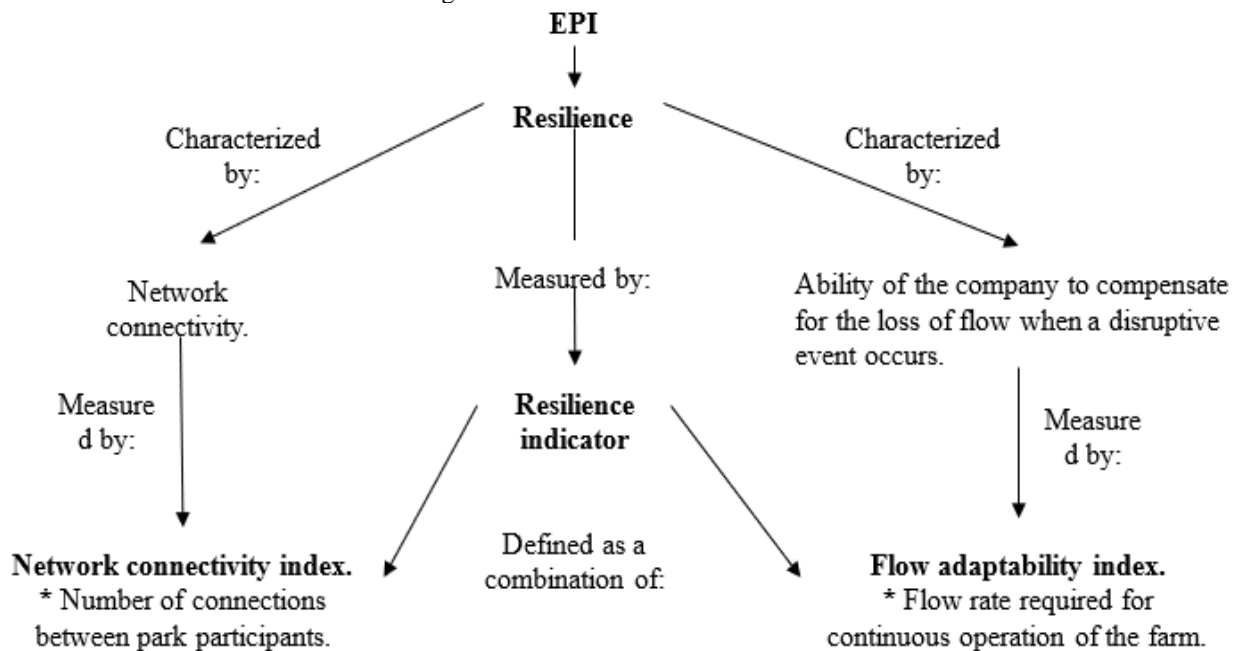 EPI
Resilience
Characterized
by:
Characterized
by:
Network
connectivity.
Measured by:
Ability of the company to compensate
for the loss of flow when a disruptive
event occurs.
Measure
d by:
Resilience
indicator
Measure
d by:
Network connectivity index.
* Number of connections
between park participants.
Defined as a
combination of:
Flow adaptability index.
* Flow rate required for
continuous operation of the farm.